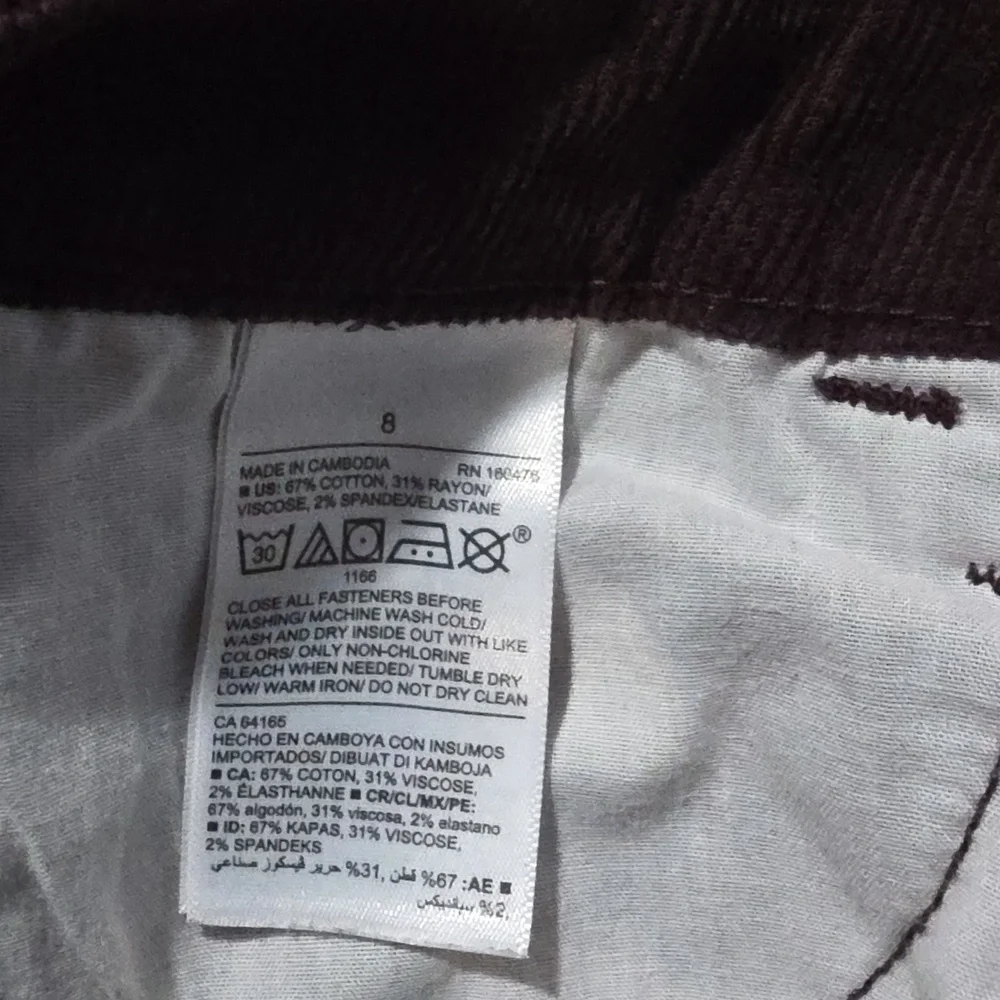 8
MADE IN CAMBODIA RN 160476
■ US: 67% COTTON, 31% RAYON/
VISCOSE, 2% SPANDEX/ELASTANE
30 ®
1166
CLOSE ALL FASTENERS BEFORE
WASHING/ MACHINE WASH COLD/
WASH AND DRY INSIDE OUT WITH LIKE
COLORS/ ONLY NON-CHLORINE
BLEACH WHEN NEEDED/ TUMBLE DRY
LOW/ WARM IRON/ DO NOT DRY CLEAN
CA 64165
HECHO EN CAMBOYA CON INSUMOS
IMPORTADOS/ DIBUAT DI KAMBOJA
■ CA: 67% COTON, 31% VISCOSE,
2% ÉLASTHANNE ■ CR/CL/MX/PE:
67% algodón, 31% viscosa, 2% elastano
■ ID: 67% KAPAS, 31% VISCOSE,
2% SPANDEKS
■ AE: 67% قطن, 31% حرير ڤيسكوز صناعي
,2% سبانديكس